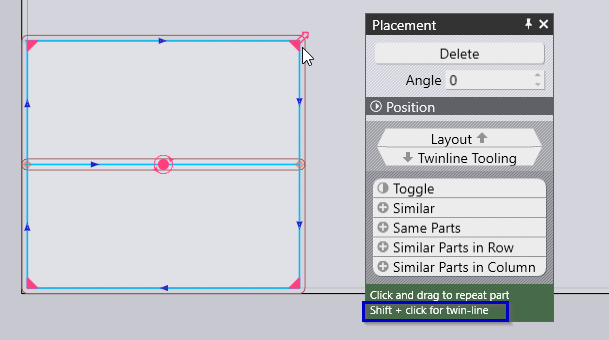 Placement
Delete
Angle 0
Position
Layout
Twinline Tooling
Toggle
Similar
Same Parts
Similar Parts in Row
Similar Parts in Column
Click and drag to repeat part
Shift + click for twin-line